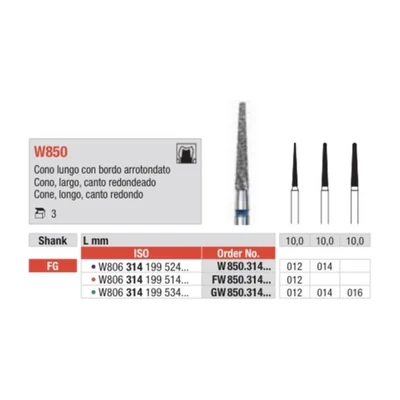 W850
Cono lungo con bordo arrotondato
Cono, largo, canto redondeado
Cone, longo, canto redondo
3
Shank L mm 10,0 10,0 10,0
ISO Order No.
FG • W806 314 199 524... W850.314... 012 014
• W806 314 199 514... FW850.314... 012
• W806 314 199 534... GW850.314... 012 014 016